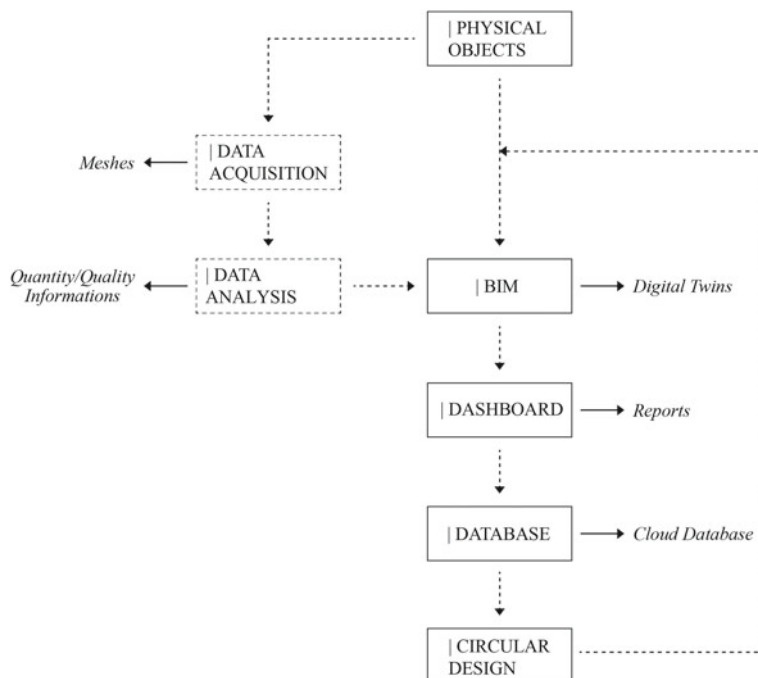 | PHYSICAL
OBJECTS
Meshes
| DATA
ACQUISITION
Quantity/Quality
Informations
| DATA
ANALYSIS
| BIM
Digital Twins
| DASHBOARD
Reports
| DATABASE
Cloud Database
| CIRCULAR
DESIGN